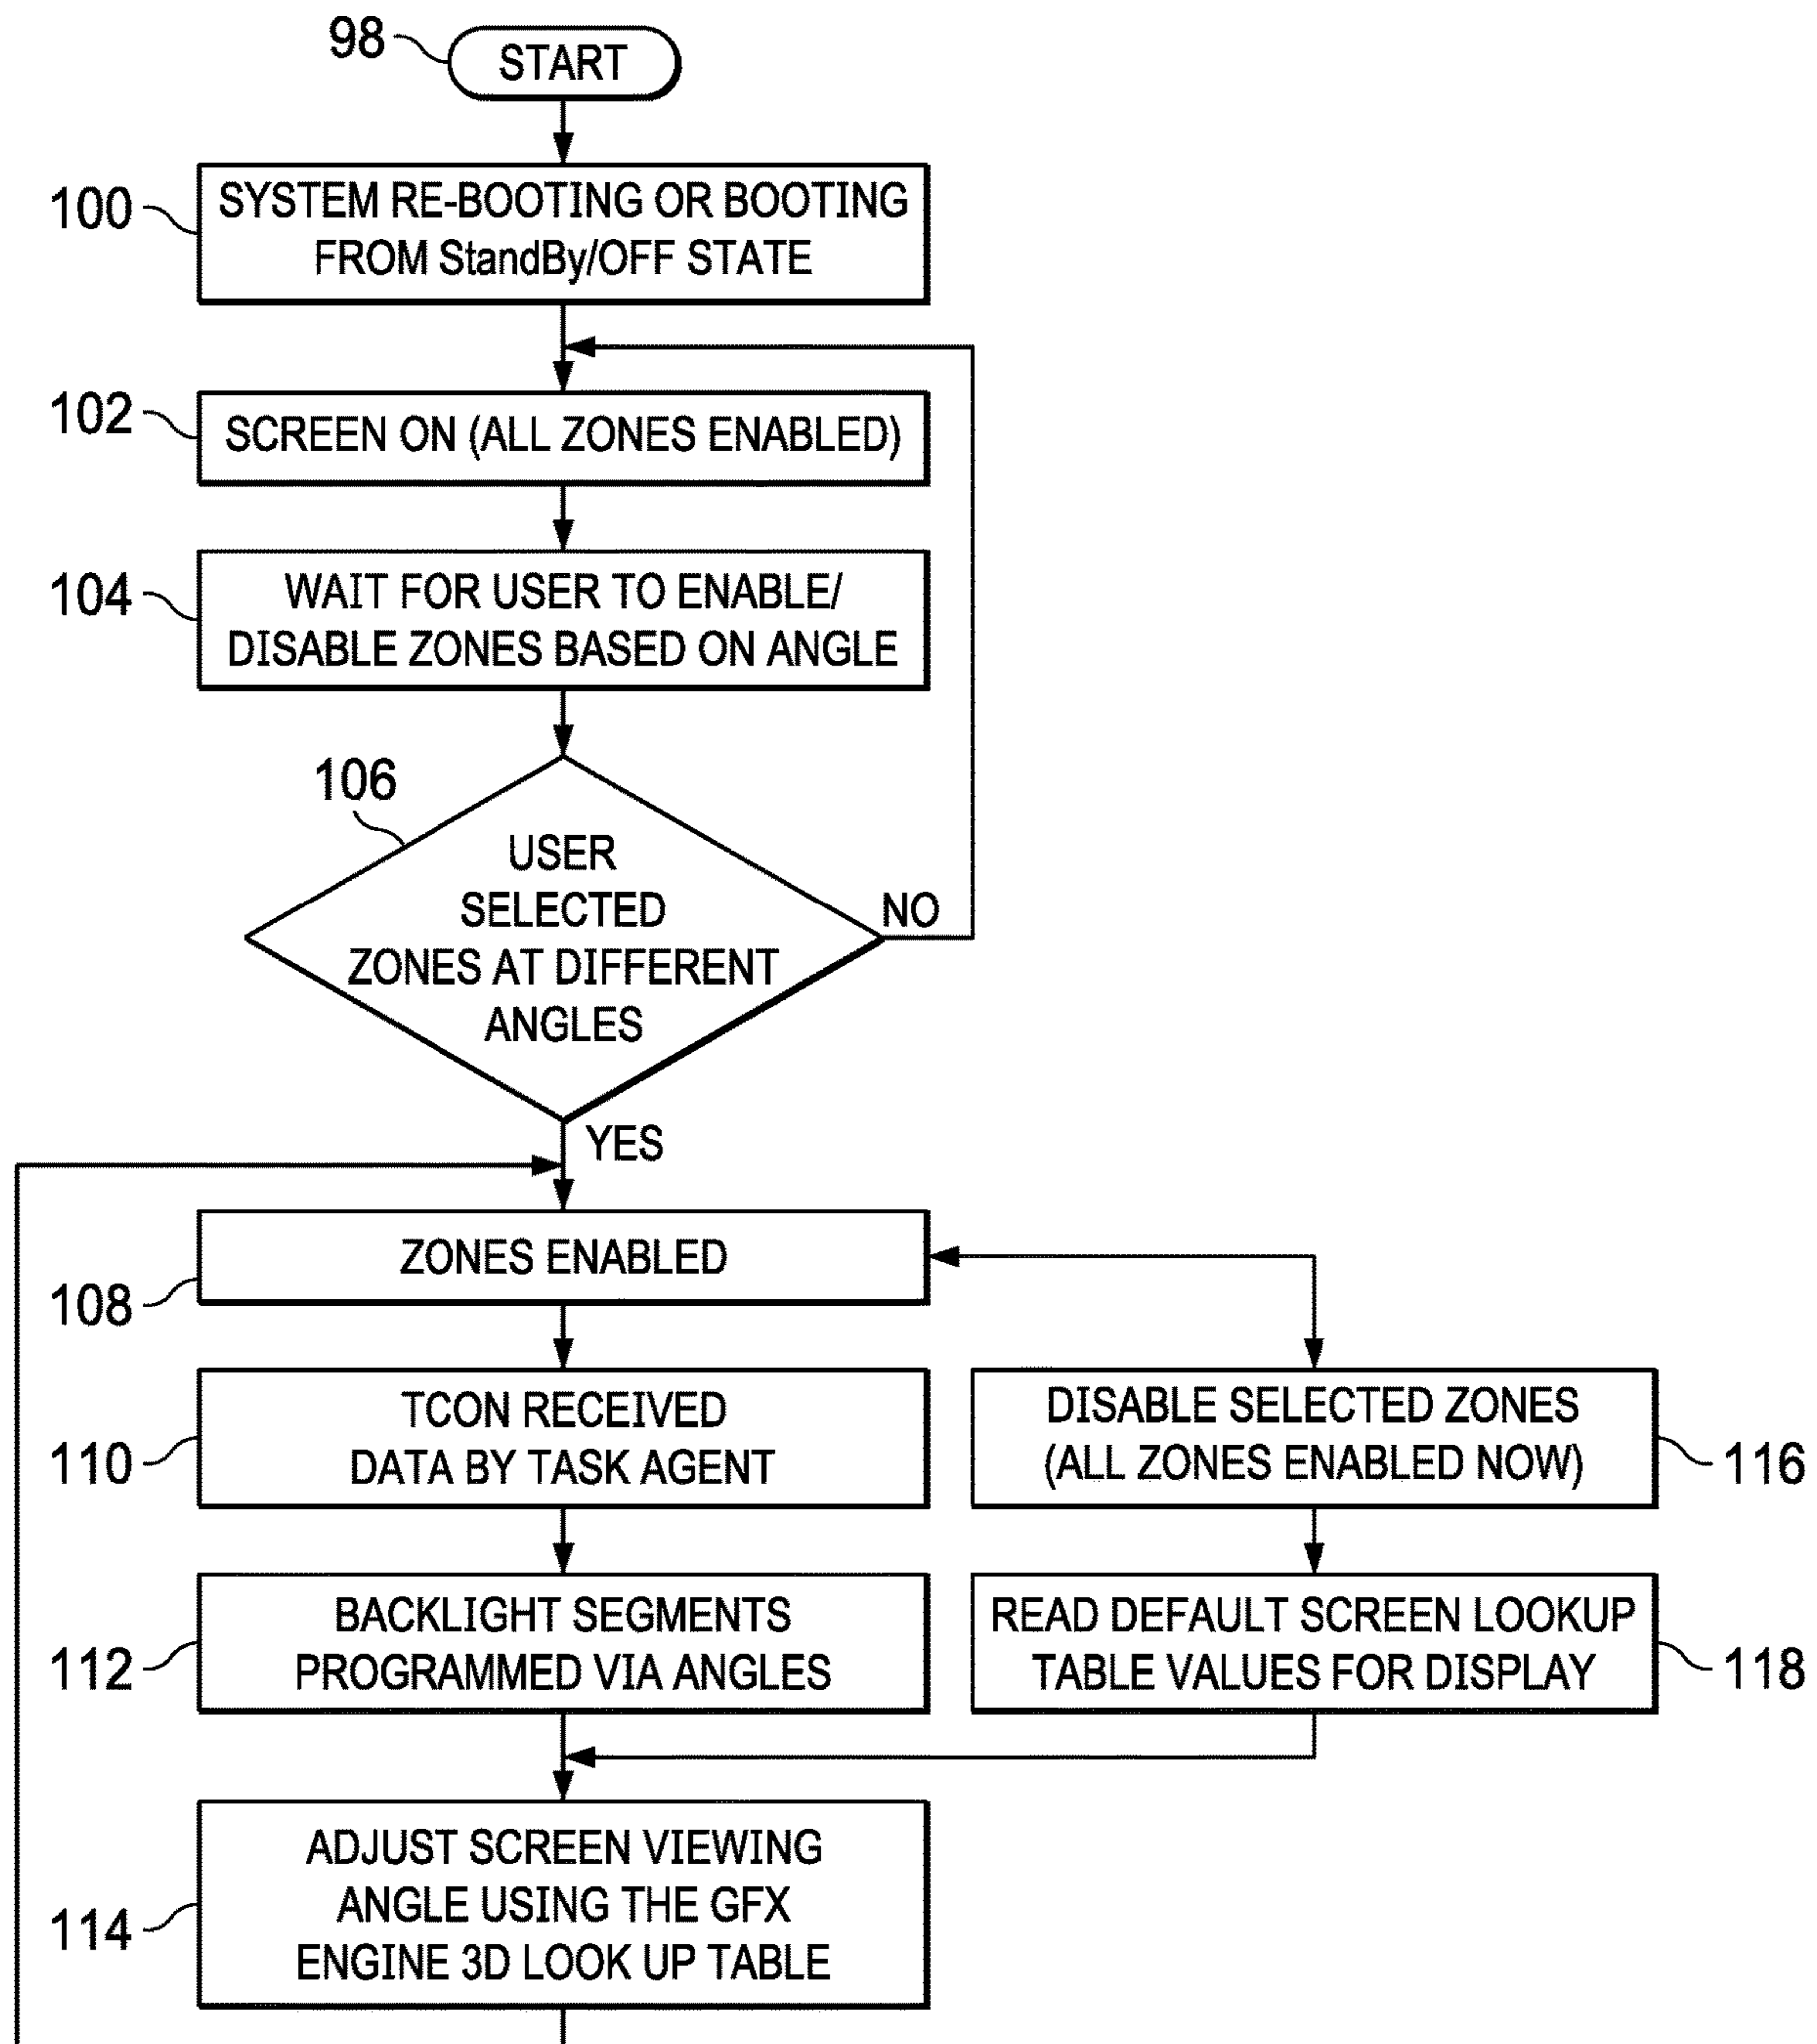 98
START
100
SYSTEM RE-BOOTING OR BOOTING
FROM StandBy/OFF STATE
102
SCREEN ON (ALL ZONES ENABLED)
104
WAIT FOR USER TO ENABLE/
DISABLE ZONES BASED ON ANGLE
106
USER
SELECTED
ZONES AT DIFFERENT
ANGLES
NO
YES
108
ZONES ENABLED
110
TCON RECEIVED
DATA BY TASK AGENT
DISABLE SELECTED ZONES
(ALL ZONES ENABLED NOW)
116
112
BACKLIGHT SEGMENTS
PROGRAMMED VIA ANGLES
READ DEFAULT SCREEN LOOKUP
TABLE VALUES FOR DISPLAY
118
114
ADJUST SCREEN VIEWING
ANGLE USING THE GFX
ENGINE 3D LOOK UP TABLE